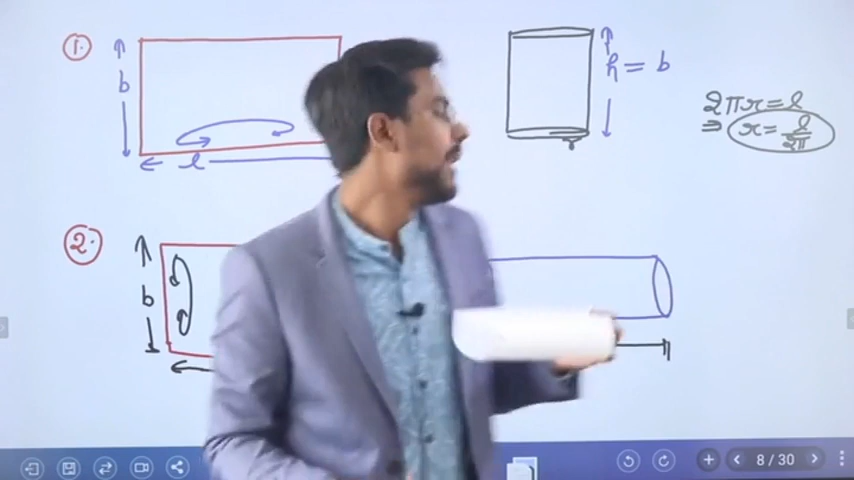 1.
b
l
h = b
r
2πr = l
⇒ r = l/2π
2.
b
8 / 30